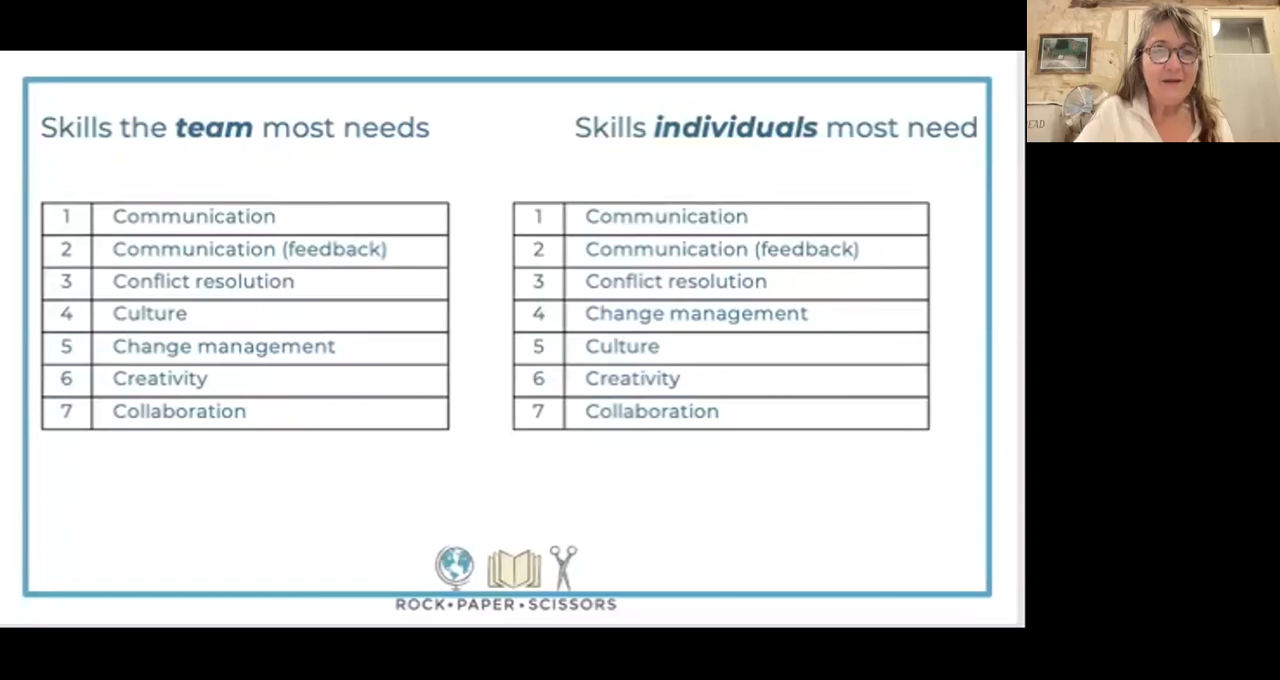 Skills the team most needs
1 Communication
2 Communication (feedback)
3 Conflict resolution
4 Culture
5 Change management
6 Creativity
7 Collaboration
Skills individuals most need
1 Communication
2 Communication (feedback)
3 Conflict resolution
4 Change management
5 Culture
6 Creativity
7 Collaboration
ROCK•PAPER•SCISSORS